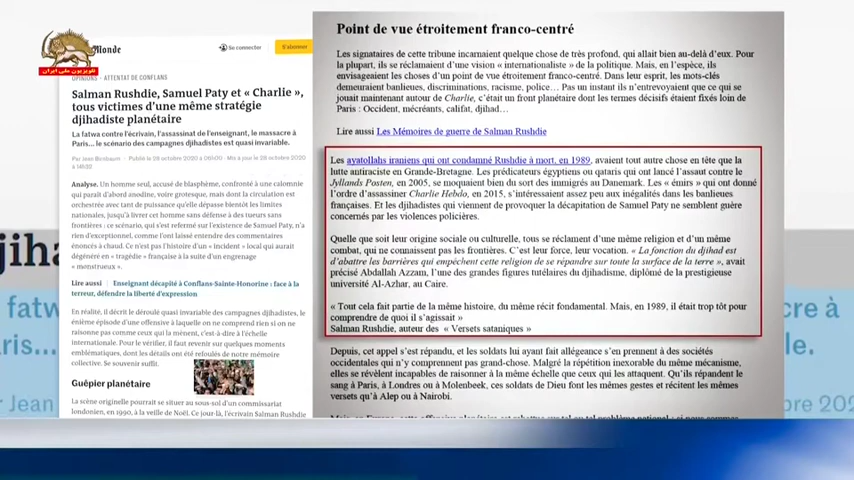 تلویزیون ملی ایران
Monde
Se connecter
S'abonner
OPINIONS · ATTENTAT DE CONFLANS
Salman Rushdie, Samuel Paty et « Charlie »,
tous victimes d'une même stratégie
djihadiste planétaire
La fatwa contre l'écrivain, l'assassinat de l'enseignant, le massacre à
Paris... le scénario des campagnes djihadistes est quasi invariable.
Par Jean Birnbaum · Publié le 28 octobre 2020 à 06h00 · Mis à jour le 28 octobre 2020
à 14h33
Analyse. Un homme seul, accusé de blasphème, confronté à une calomnie
qui paraît d'abord anodine, voire grotesque, mais dont la circulation est
orchestrée avec tant de puissance qu'elle dépasse bientôt les limites
nationales, jusqu'à livrer cet homme sans défense à des tueurs sans
frontières : ce scénario, qui s'est refermé sur l'existence de Samuel Paty, n'a
rien d'exceptionnel, comme l'ont laissé entendre des commentaires
énoncés à chaud. Ce n'est pas l'histoire d'un « incident » local qui aurait
dégénéré en « tragédie » française à la suite d'un engrenage
« monstrueux ».
Lire aussi Enseignant décapité à Conflans-Sainte-Honorine : face à la
terreur, défendre la liberté d'expression
En réalité, il décrit le déroulé quasi invariable des campagnes djihadistes, le
énième épisode d'une offensive à laquelle on ne comprend rien si on ne
raisonne pas comme ceux qui la mènent, c'est-à-dire à l'échelle
internationale. Pour le vérifier, il faut revenir sur quelques moments
emblématiques, dont les détails ont été refoulés de notre mémoire
collective. Se souvenir suffit.
Guêpier planétaire
La scène originelle pourrait se situer au sous-sol d'un commissariat
londonien, en 1990, à la veille de Noël. Ce jour-là, l'écrivain Salman Rushdie
Point de vue étroitement franco-centré
Les signataires de cette tribune incarnaient quelque chose de très profond, qui allait bien au-delà d'eux. Pour
la plupart, ils se réclamaient d'une vision « internationaliste » de la politique. Mais, en l'espèce, ils
envisageaient les choses d'un point de vue étroitement franco-centré. Dans leur esprit, les mots-clés
demeuraient banlieues, discriminations, racisme, police… Pas un instant ils n'entrevoyaient que ce qui se
jouait maintenant autour de Charlie, c'était un front planétaire dont les termes décisifs étaient fixés loin de
Paris : Occident, mécréants, califat, djihad…
Lire aussi Les Mémoires de guerre de Salman Rushdie
Les ayatollahs iraniens qui ont condamné Rushdie à mort, en 1989, avaient tout autre chose en tête que la
lutte antiraciste en Grande-Bretagne. Les prédicateurs égyptiens ou qataris qui ont lancé l'assaut contre le
Jyllands Posten, en 2005, se moquaient bien du sort des immigrés au Danemark. Les « émirs » qui ont donné
l'ordre d'assassiner Charlie Hebdo, en 2015, s'intéressaient assez peu aux inégalités dans les banlieues
françaises. Et les djihadistes qui viennent de provoquer la décapitation de Samuel Paty ne semblent guère
concernés par les violences policières.
Quelle que soit leur origine sociale ou culturelle, tous se réclament d'une même religion et d'un même
combat, qui ne connaissent pas les frontières. C'est leur force, leur vocation. « La fonction du djihad est
d'abattre les barrières qui empêchent cette religion de se répandre sur toute la surface de la terre », avait
précisé Abdallah Azzam, l'une des grandes figures tutélaires du djihadisme, diplômé de la prestigieuse
université Al-Azhar, au Caire.
« Tout cela fait partie de la même histoire, du même récit fondamental. Mais, en 1989, il était trop tôt pour
comprendre de quoi il s'agissait »
Salman Rushdie, auteur des « Versets sataniques »
Depuis, cet appel s'est répandu, et les soldats lui ayant fait allégeance s'en prennent à des sociétés
occidentales qui n'y comprennent pas grand-chose. Malgré la répétition inexorable du même mécanisme,
elles se révèlent incapables de raisonner à la même échelle que ceux qui les attaquent. Qu'ils répandent le
sang à Paris, à Londres ou à Molenbeek, ces soldats de Dieu font les mêmes gestes et récitent les mêmes
versets qu'à Alep ou à Nairobi.